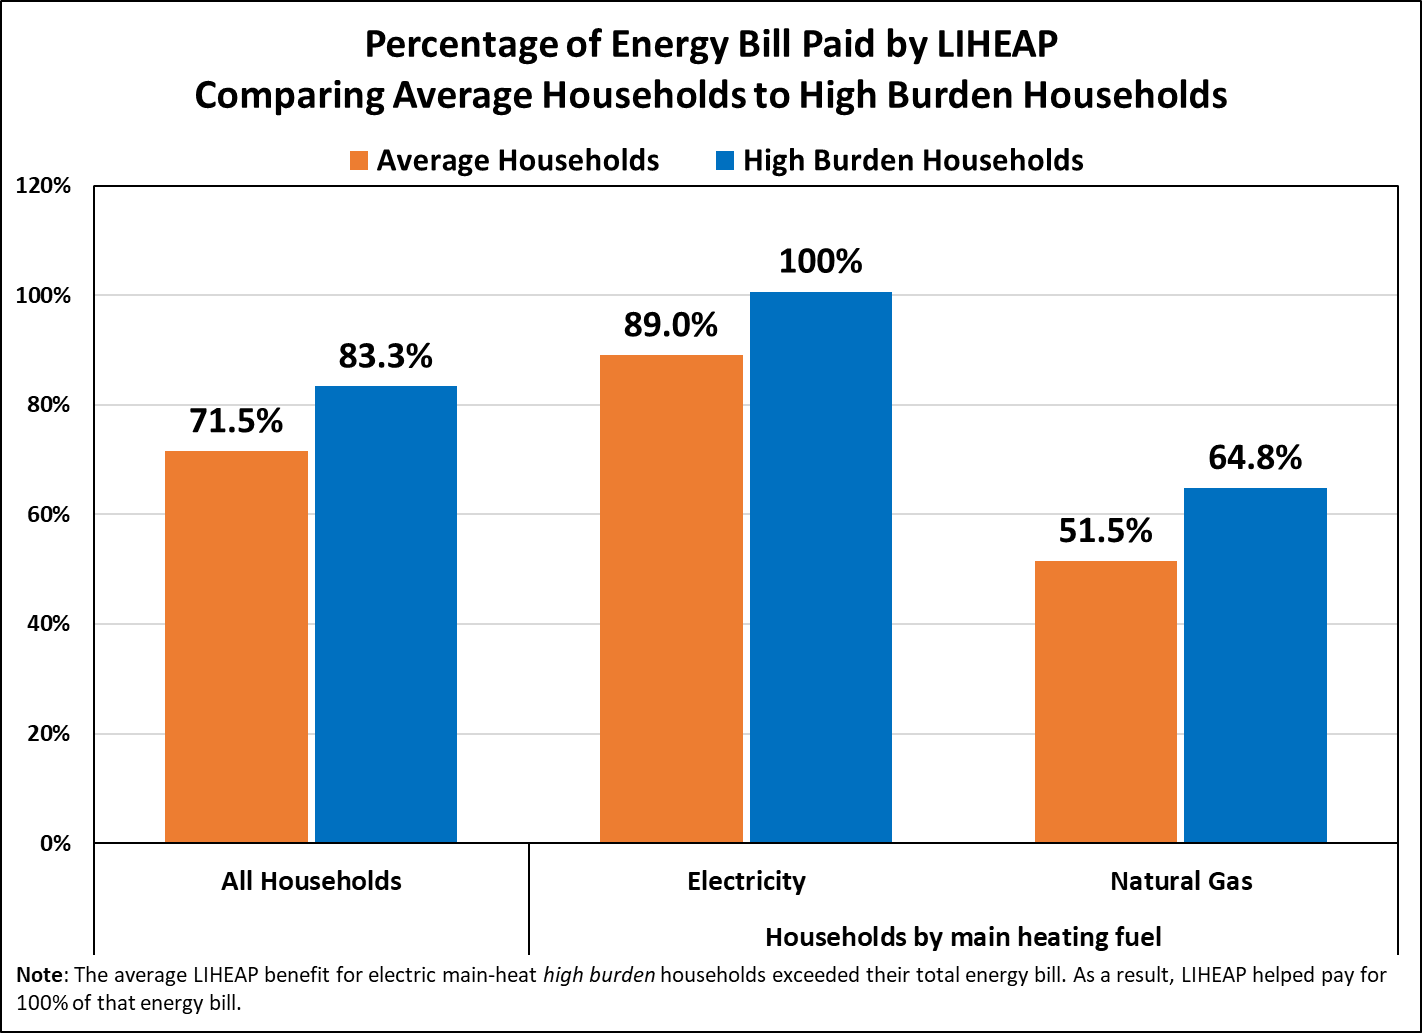 Percentage of Energy Bill Paid by LIHEAP
Comparing Average Households to High Burden Households
Average Households High Burden Households
120%
100%
80%
60%
40%
20%
0%
71.5%
83.3%
89.0%
100%
51.5%
64.8%
All Households Electricity Natural Gas
Households by main heating fuel
Note: The average LIHEAP benefit for electric main-heat high burden households exceeded their total energy bill. As a result, LIHEAP helped pay for
100% of that energy bill.